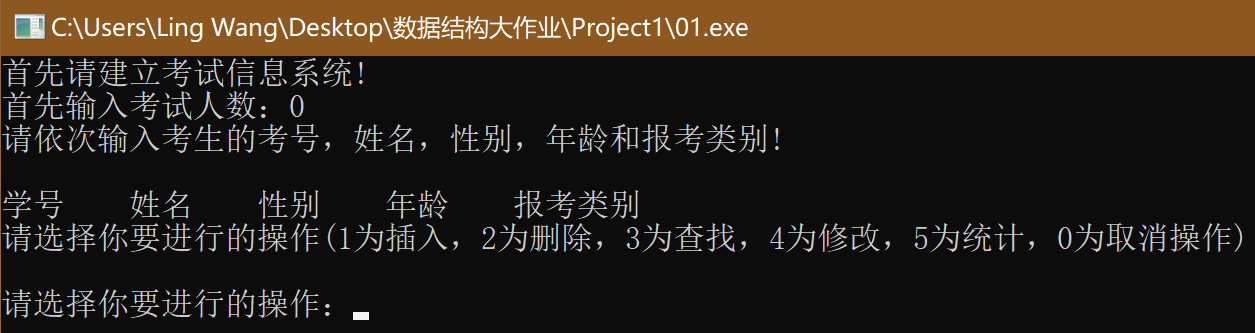 C:\Users\Ling Wang\Desktop\数据结构大作业\Project1\01.exe
首先请建立考试信息系统!
首先输入考试人数：0
请依次输入考生的考号，姓名，性别，年龄和报考类别!
学号 姓名 性别 年龄 报考类别
请选择你要进行的操作(1为插入，2为删除，3为查找，4为修改，5为统计，0为取消操作)
请选择你要进行的操作：